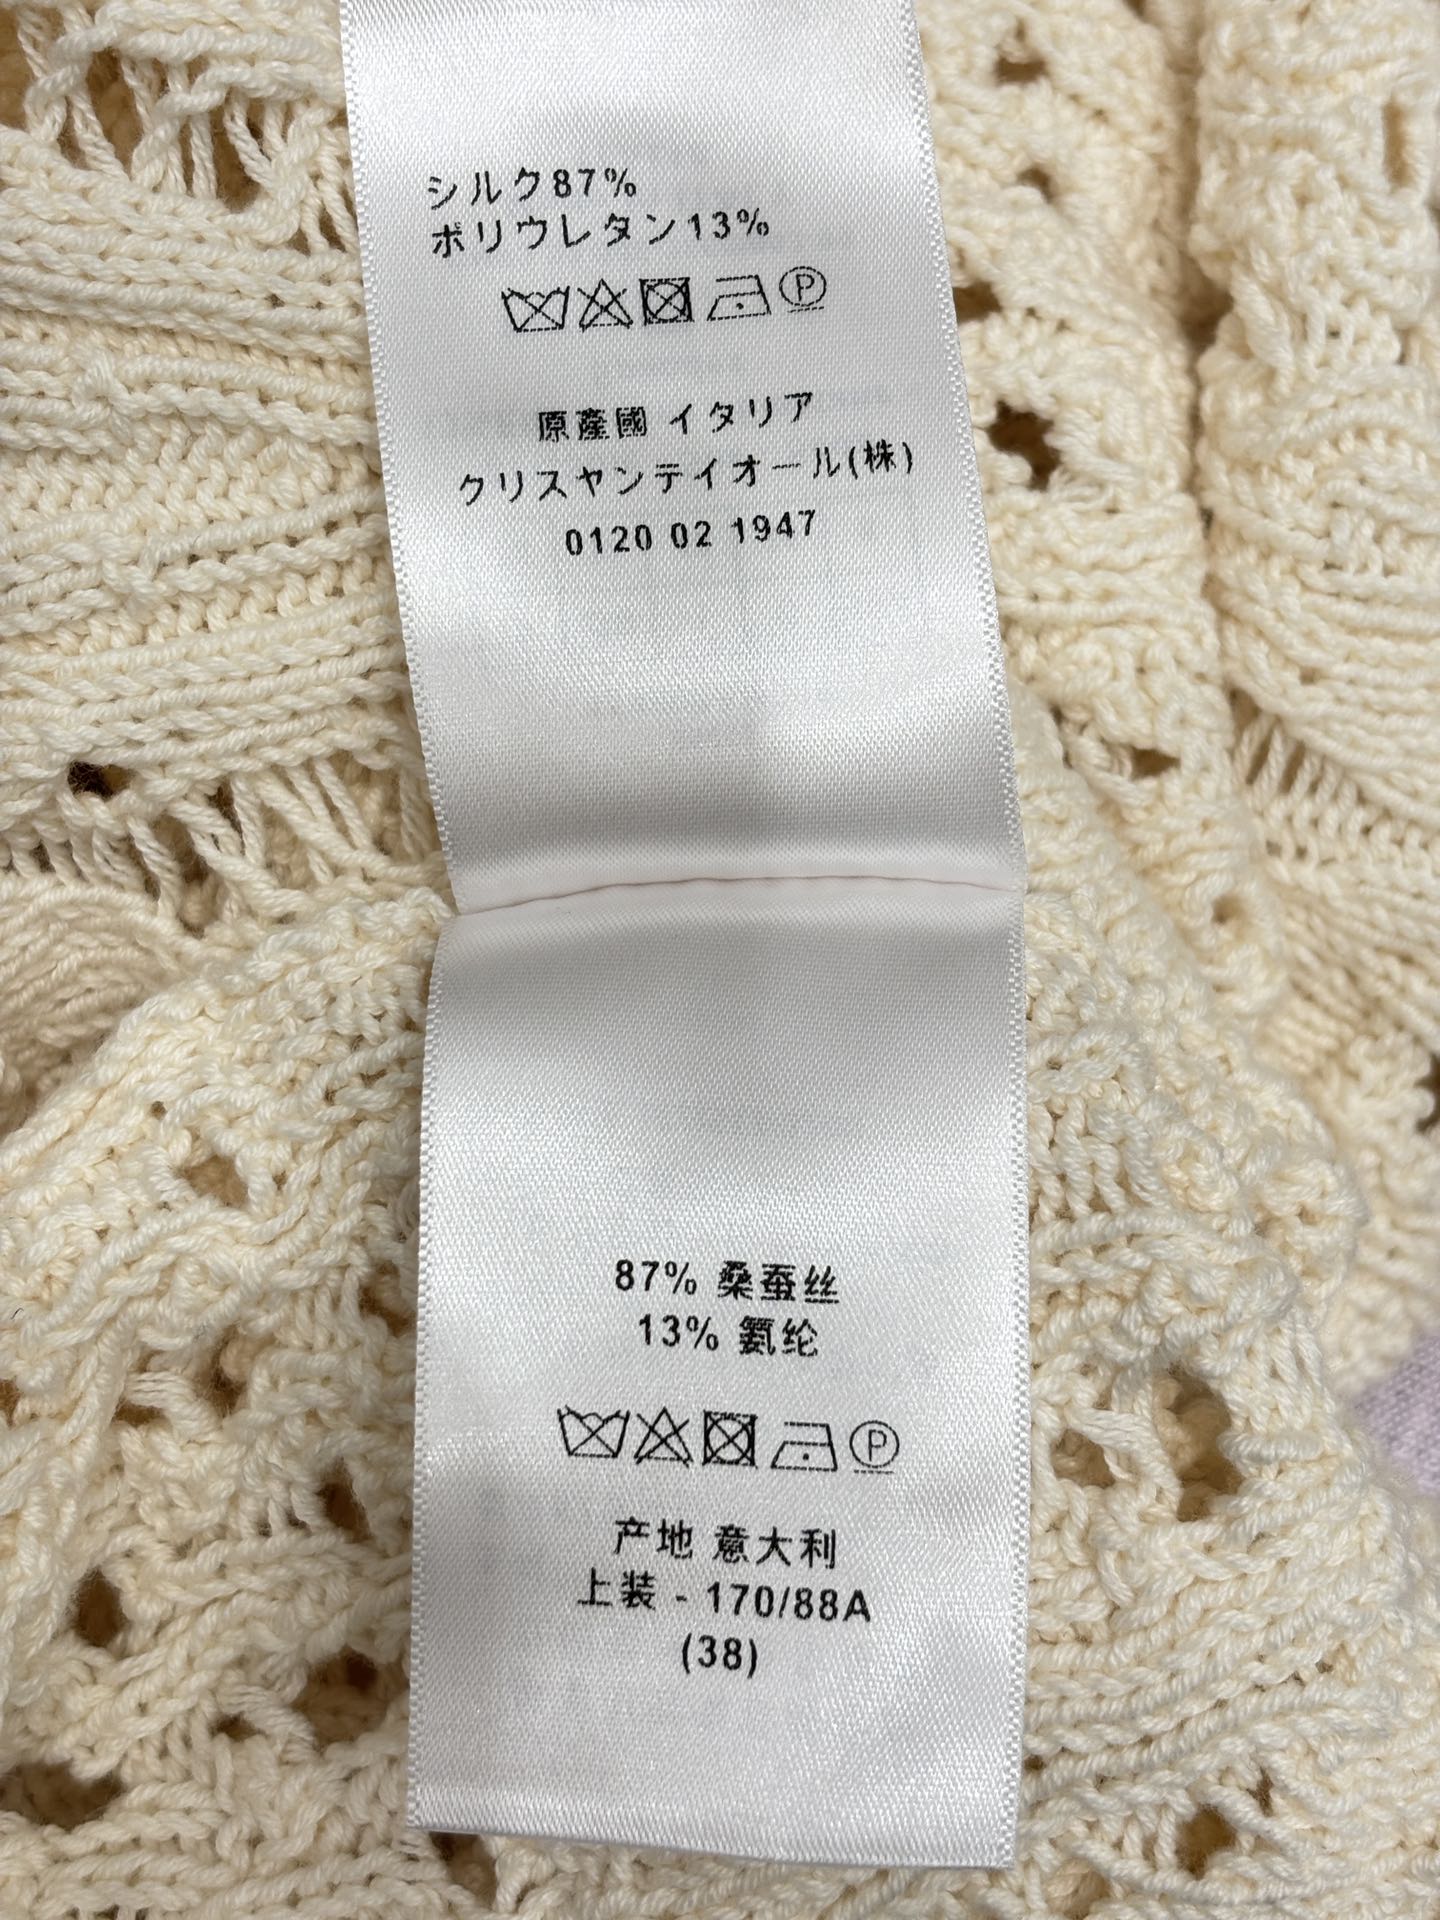 シルク87%
ポリウレタン13%
P
原產國 イタリア
クリスヤンテイオール(株)
0120 02 1947
87% 桑蚕丝
13% 氨纶
P
产地 意大利
上装 - 170/88A
(38)